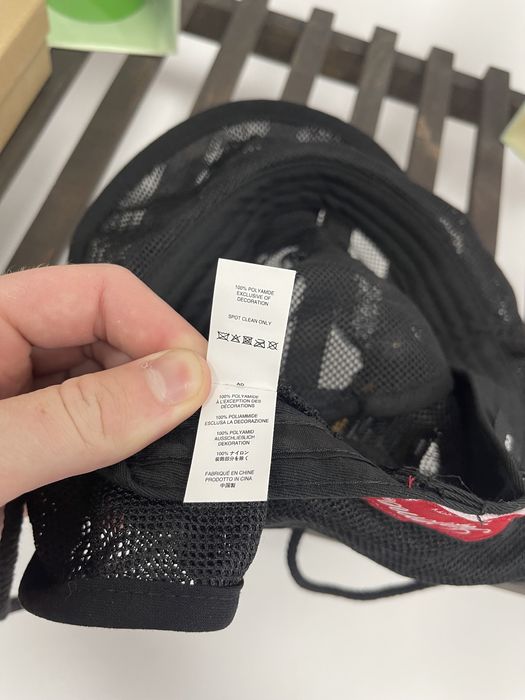 100% POLYAMDE
EXCLUSIVE OF
DECORATION
SPOT CLEAN ONLY
100% POLYAMIDE
À L'EXCEPTION DES
DÉCORATIONS
100% POLIAMMIDE
ESCLUSA LA DECORAZIONE
100% POLYAMID
AUSSCHLIEßLICH
DEKORATION
100% ナイロン
装飾部分を除く
FABRIQUÉ EN CHINE
PRODOTTO IN CINA
中国製